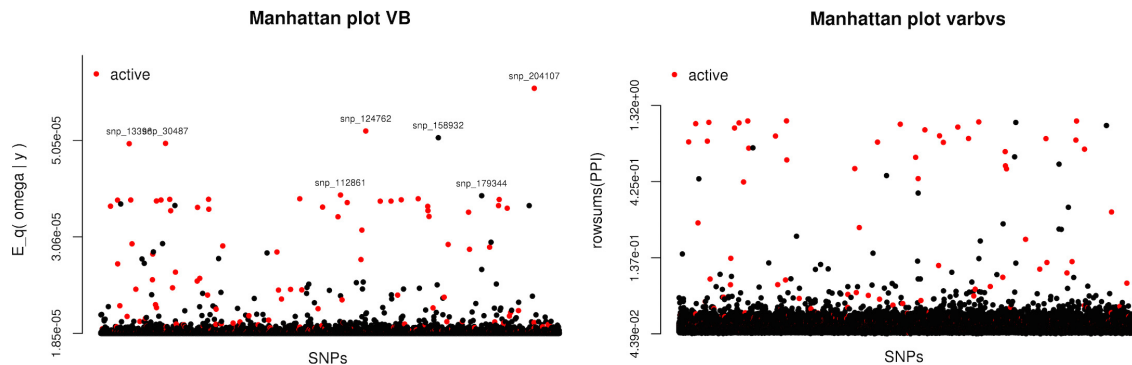 Manhattan plot VB
active
snp_204107
snp_124762
snp_30487
snp_158932
snp_112861
snp_179344
E_q( omega | y )
5.05e-05
3.06e-05
1.85e-05
SNPs
Manhattan plot varbvs
active
rowsums(PPI)
1.32e+00
4.25e-01
1.37e-01
4.39e-02
SNPs